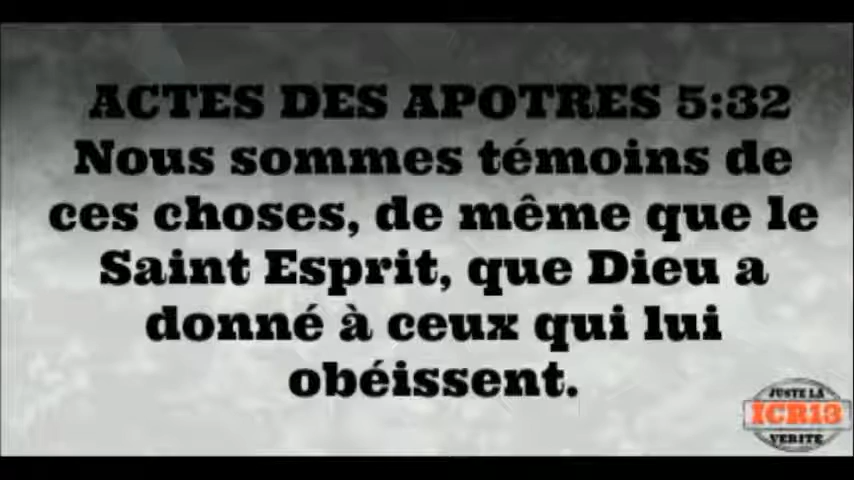 ACTES DES APOTRES 5:32
Nous sommes témoins de
ces choses, de même que le
Saint Esprit, que Dieu a
donné à ceux qui lui
obéissent.
JUSTE LA
ICR13
VERITE